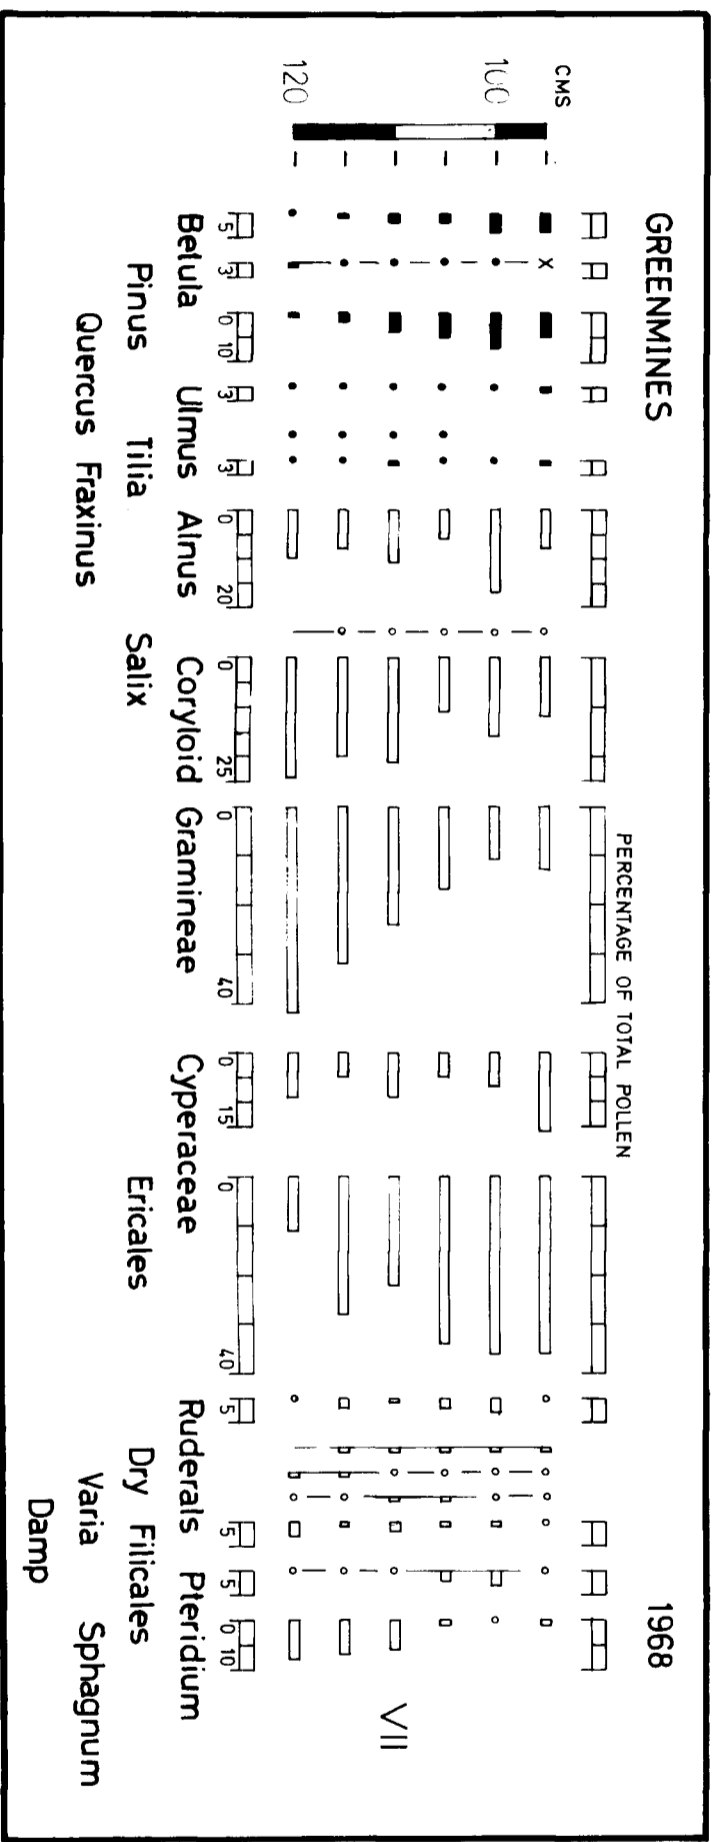 GREENMINES
1968
PERCENTAGE OF TOTAL POLLEN
CMS
100
120
VII
5
3
0 10
3
3
0 20
0 25
0 40
0 15
0 40
5
5
5
0 10
Betula
Pinus
Quercus
Ulmus
Tilia
Fraxinus
Alnus
Salix
Coryloid
Gramineae
Cyperaceae
Ericales
Ruderals
Dry
Varia
Damp
Filicales
Pteridium
Sphagnum